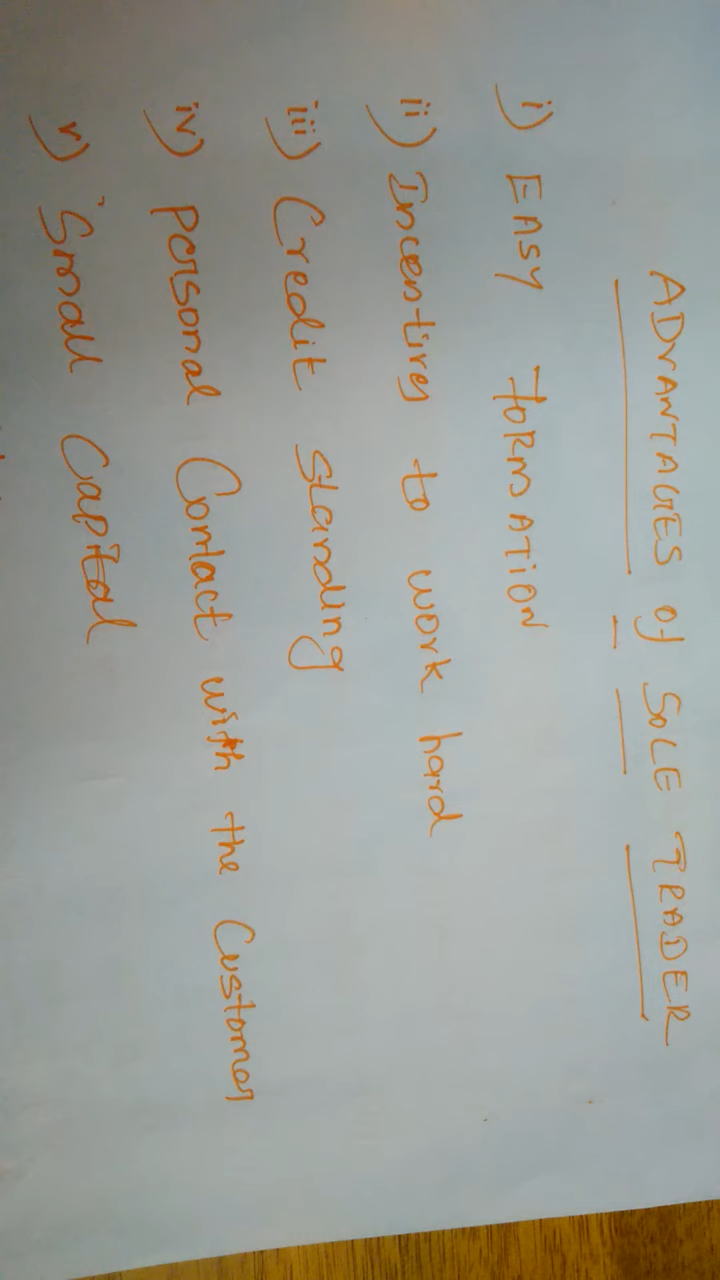 ADVANTAGES of SOLE TRADER
i) EASY FORMATION
ii) Incentives to work hard
iii) Credit standing
iv) Personal Contact with the Customer
v) Small Capital